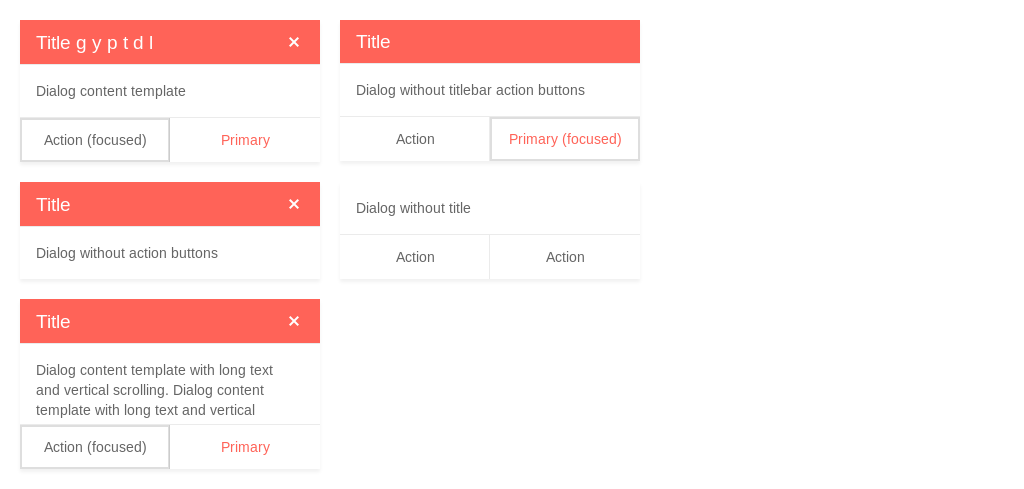 Title g y p t d l
Dialog content template
Action (focused)
Primary
Title
Dialog without titlebar action buttons
Action
Primary (focused)
Title
Dialog without action buttons
Dialog without title
Action
Action
Title
Dialog content template with long text
and vertical scrolling. Dialog content
template with long text and vertical
Action (focused)
Primary